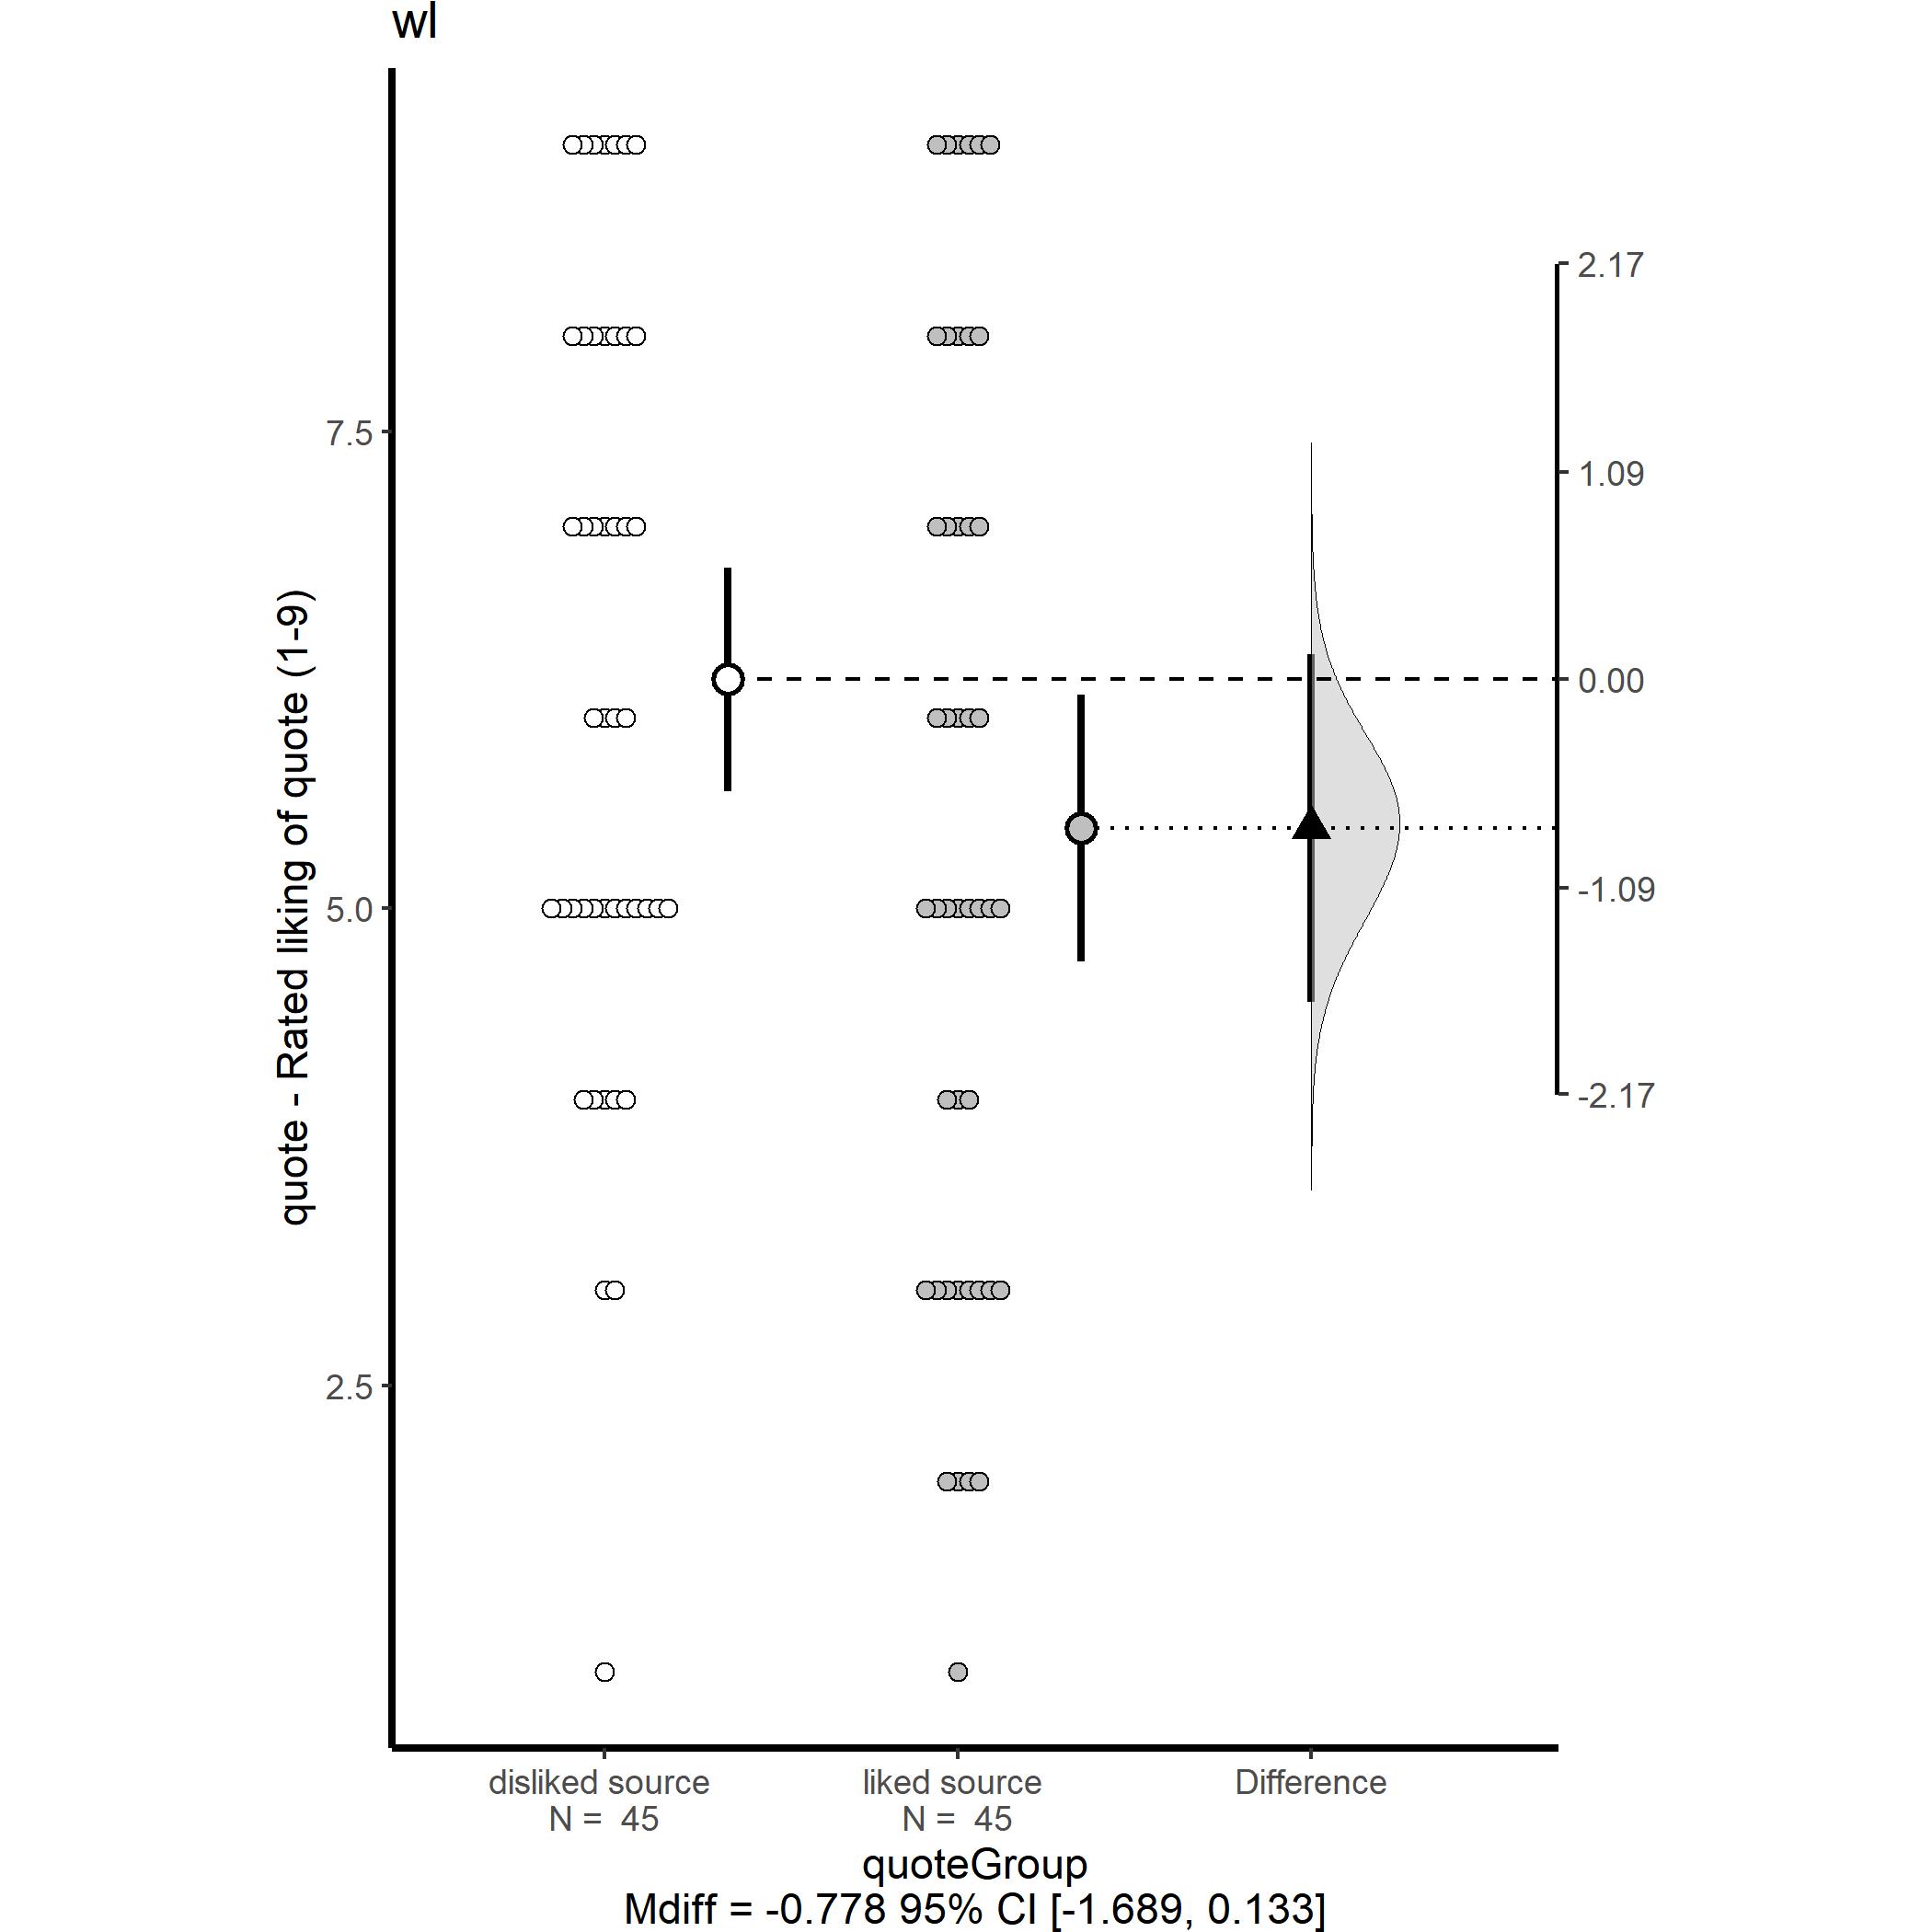 wl
quote - Rated liking of quote (1-9)
7.5
5.0
2.5
2.17
1.09
0.00
-1.09
-2.17
disliked source
N =  45
liked source
N =  45
Difference
quoteGroup
Mdiff = -0.778 95% CI [-1.689, 0.133]